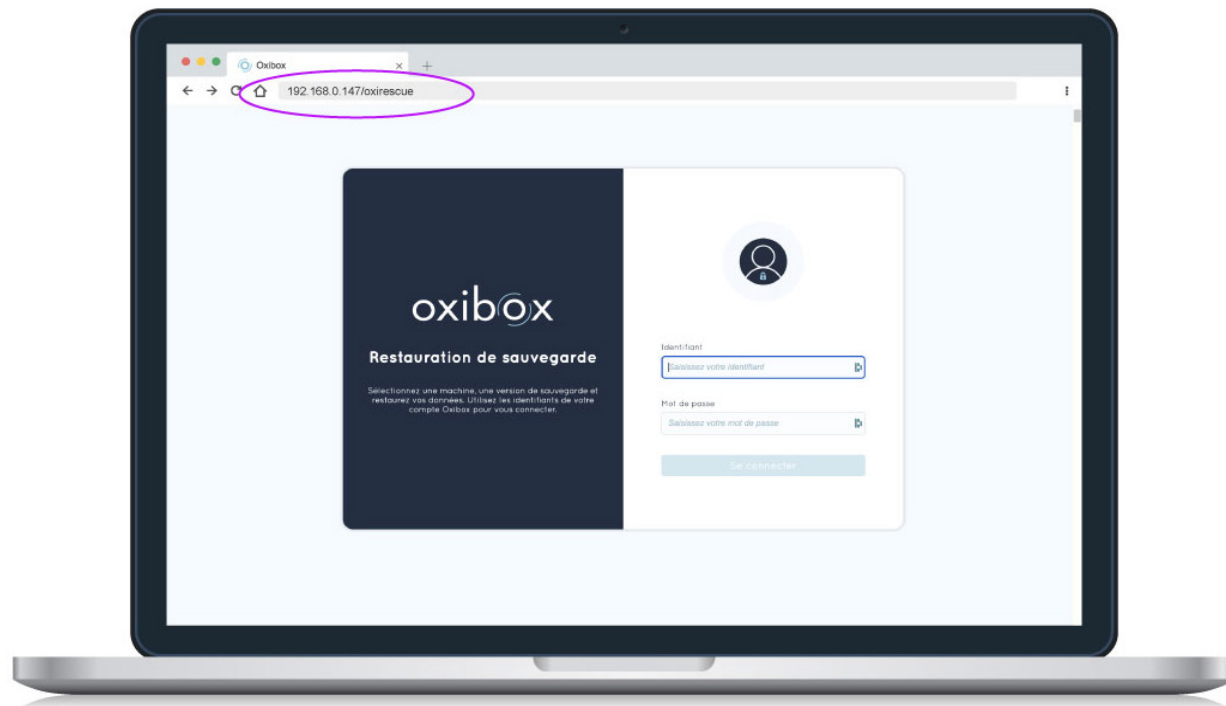 Oxibox
192.168.0.147/oxirescue
oxibox
Restauration de sauvegarde
Sélectionnez une machine, une version de sauvegarde et
restaurez vos données. Utilisez les identifiants de votre
compte Oxibox pour vous connecter.
Identifiant
Saisissez votre identifiant
Mot de passe
Saisissez votre mot de passe
Se connecter